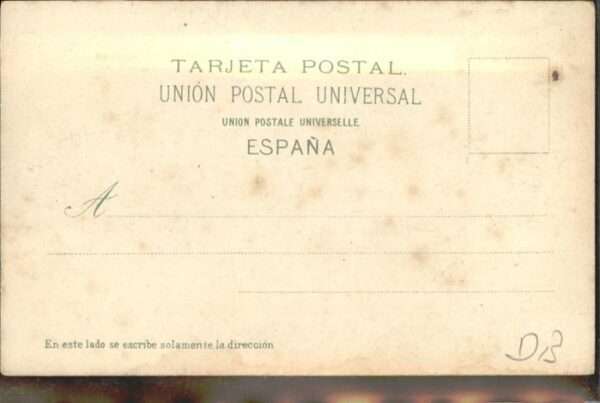 TARJETA POSTAL.
UNIÓN POSTAL UNIVERSAL
UNION POSTALE UNIVERSELLE.
ESPAÑA
A
En este lado se escribe solamente la dirección
DB